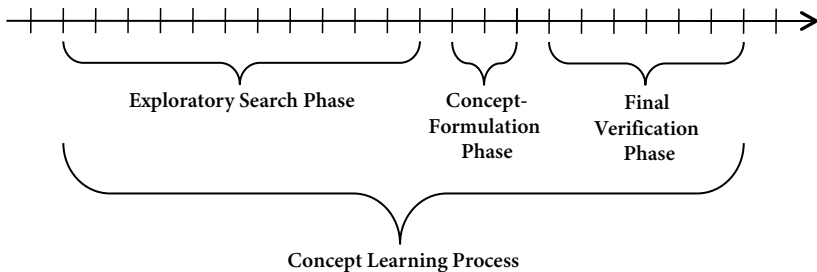 Exploratory Search Phase
Concept-
Formulation
Phase
Final
Verification
Phase
Concept Learning Process